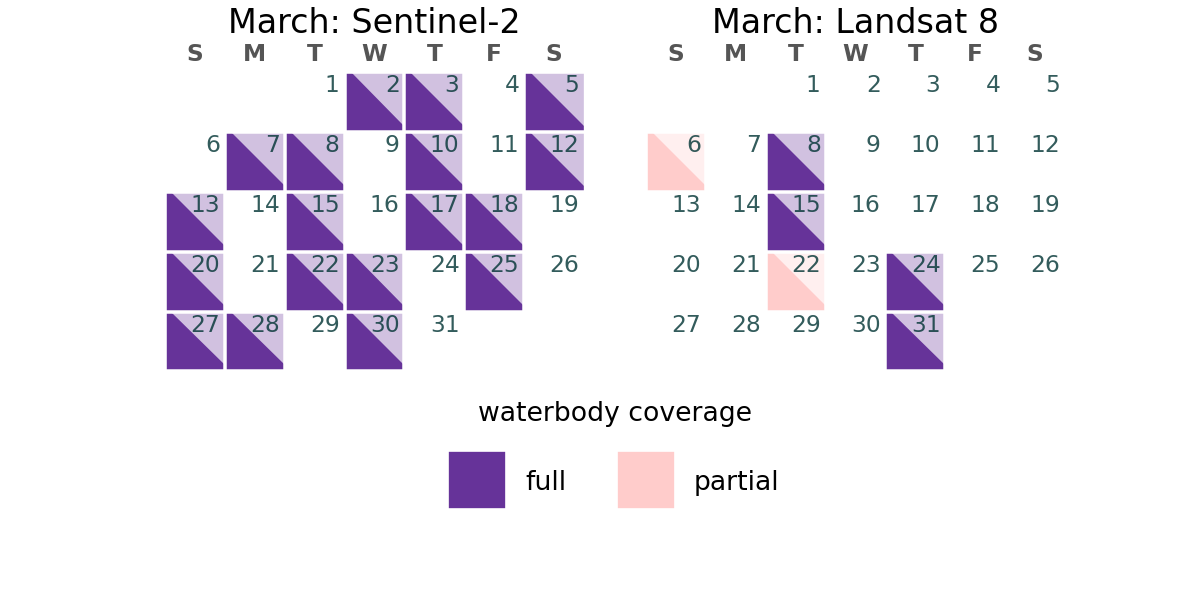 March: Sentinel-2
S M T W T F S
1 2 3 4 5
6 7 8 9 10 11 12
13 14 15 16 17 18 19
20 21 22 23 24 25 26
27 28 29 30 31
March: Landsat 8
S M T W T F S
1 2 3 4 5
6 7 8 9 10 11 12
13 14 15 16 17 18 19
20 21 22 23 24 25 26
27 28 29 30 31
waterbody coverage
full
partial